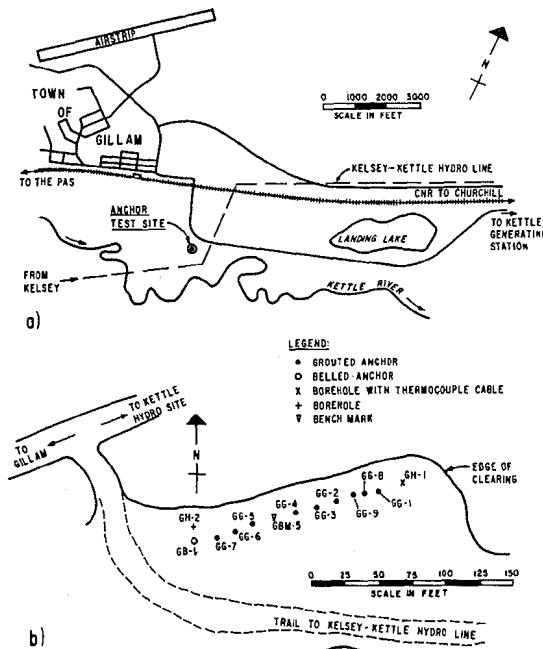 a)
AIRSTRIP
TOWN
OF
GILLAM
N
0 1000 2000 3000
SCALE IN FEET
KELSEY-KETTLE HYDRO LINE
TO THE PAS
CNR TO CHURCHILL
ANCHOR
TEST SITE
LANDING LAKE
TO KETTLE
GENERATING
STATION
FROM
KELSEY
KETTLE RIVER
b)
LEGEND:
GROUTED ANCHOR
BELLED-ANCHOR
x BOREHOLE WITH THERMOCOUPLE CABLE
+ BOREHOLE
BENCH MARK
TO KETTLE
HYDRO SITE
TO
GILLAM
N
EDGE OF
CLEARING
GG-8
GH-1
GG-2
GG-4
GG-5
GH-2
GG-1
GG-9
GG-3
GBM-5
GG-6
GG-7
GB-1
0 25 50 75 100 125 150
SCALE IN FEET
TRAIL TO KELSEY-KETTLE HYDRO LINE